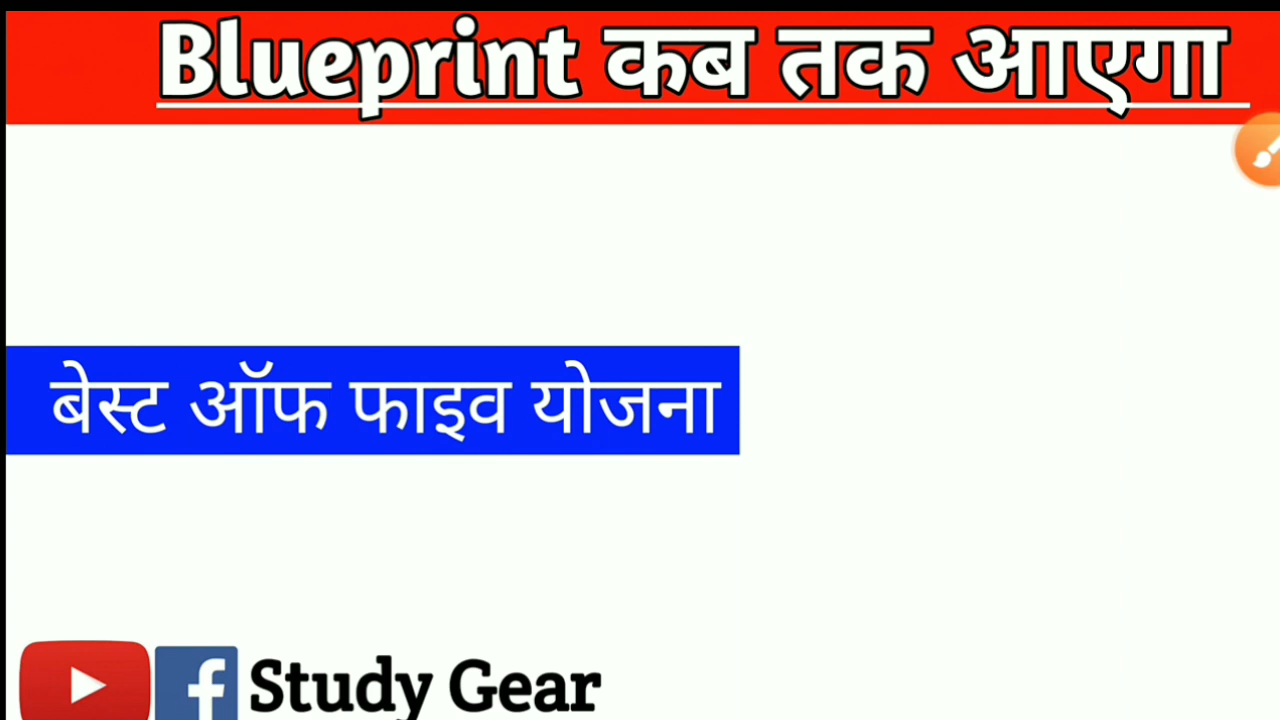 Blueprint कब तक आएगा
बेस्ट ऑफ फाइव योजना
Study Gear